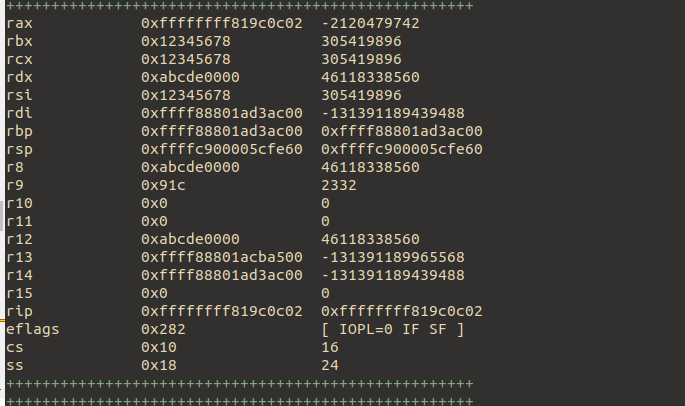 ++++++++++++++++++++++++++++++++++++++++++++++++++++
rax 0xffffffff819c0c02 -2120479742
rbx 0x12345678 305419896
rcx 0x12345678 305419896
rdx 0xabcde0000 46118338560
rsi 0x12345678 305419896
rdi 0xffff88801ad3ac00 -131391189439488
rbp 0xffff88801ad3ac00 0xffff88801ad3ac00
rsp 0xffffc900005cfe60 0xffffc900005cfe60
r8 0xabcde0000 46118338560
r9 0x91c 2332
r10 0x0 0
r11 0x0 0
r12 0xabcde0000 46118338560
r13 0xffff88801acba500 -131391189965568
r14 0xffff88801ad3ac00 -131391189439488
r15 0x0 0
rip 0xffffffff819c0c02 0xffffffff819c0c02
eflags 0x282 [ IOPL=0 IF SF ]
cs 0x10 16
ss 0x18 24
++++++++++++++++++++++++++++++++++++++++++++++++++++
++++++++++++++++++++++++++++++++++++++++++++++++++++